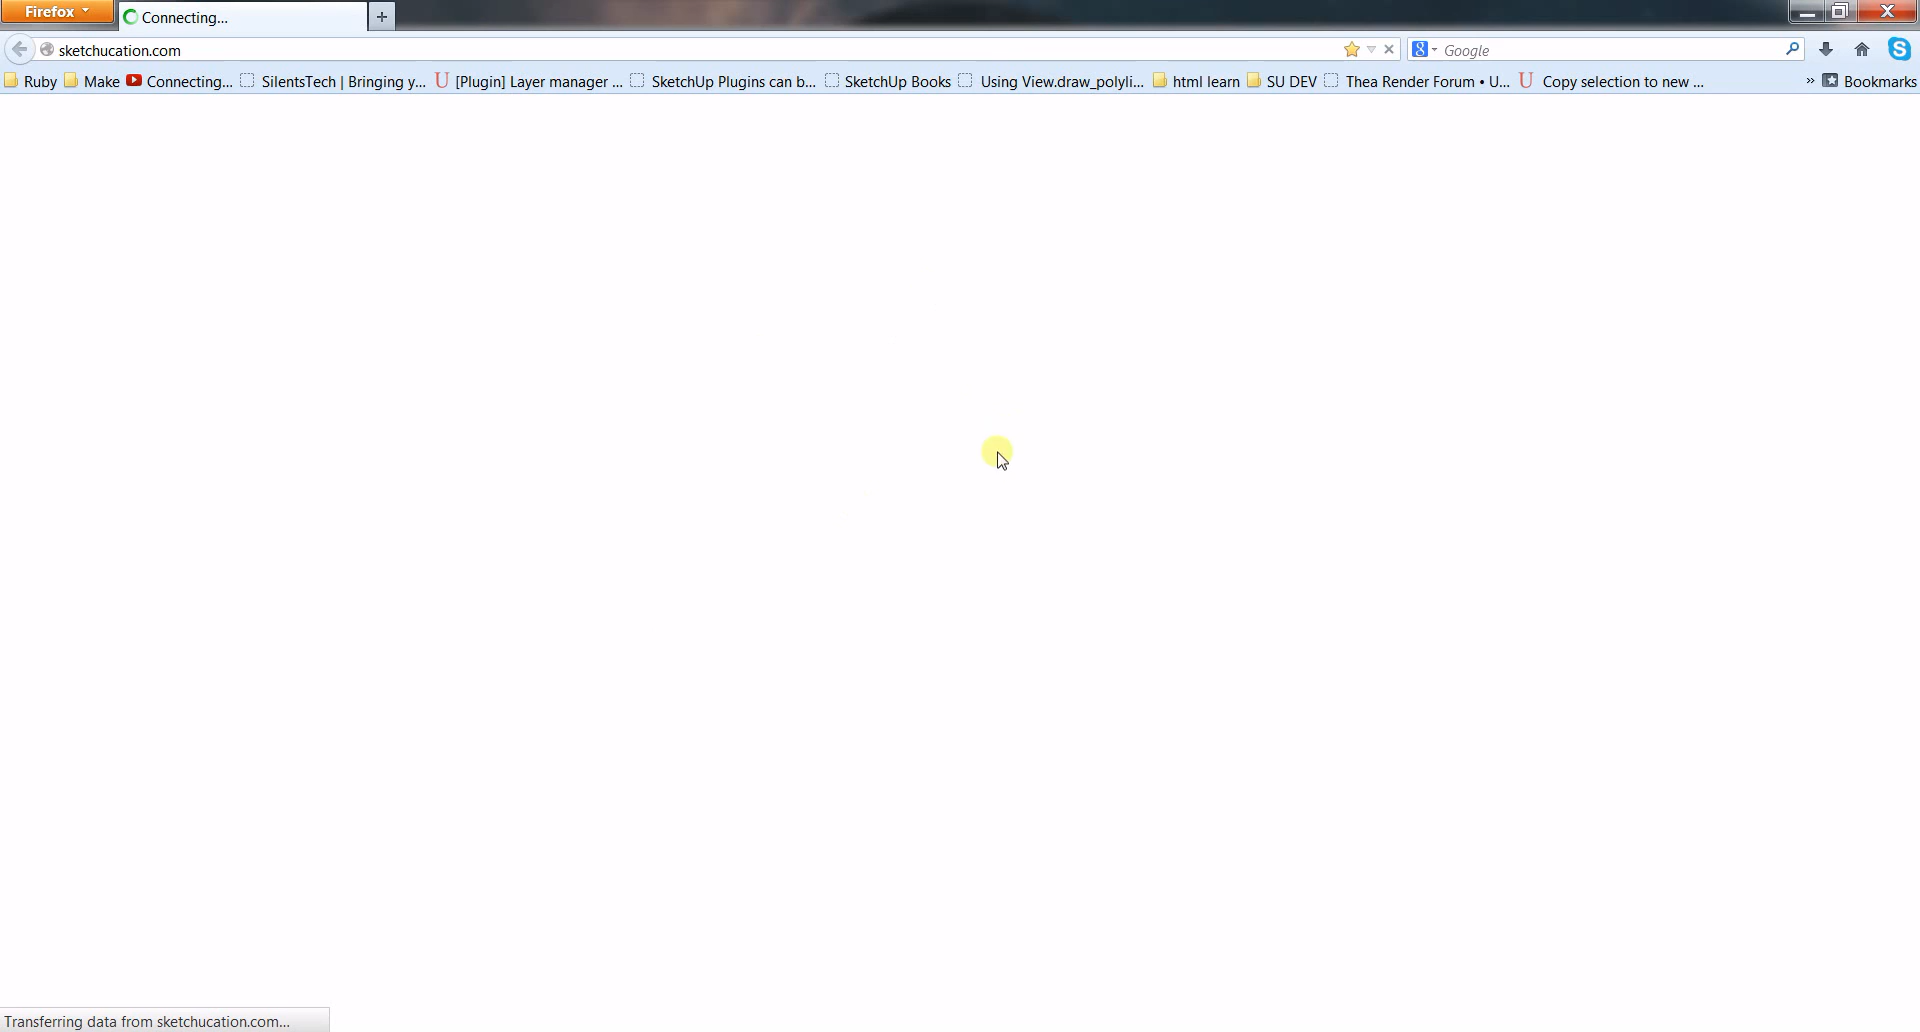 Firefox
Connecting...
sketchucation.com
Google
Ruby Make Connecting... SilentsTech | Bringing y... [Plugin] Layer manager ... SketchUp Plugins can b... SketchUp Books Using View.draw_polyli... html learn SU DEV Thea Render Forum • U... Copy selection to new ... » Bookmarks
Transferring data from sketchucation.com...